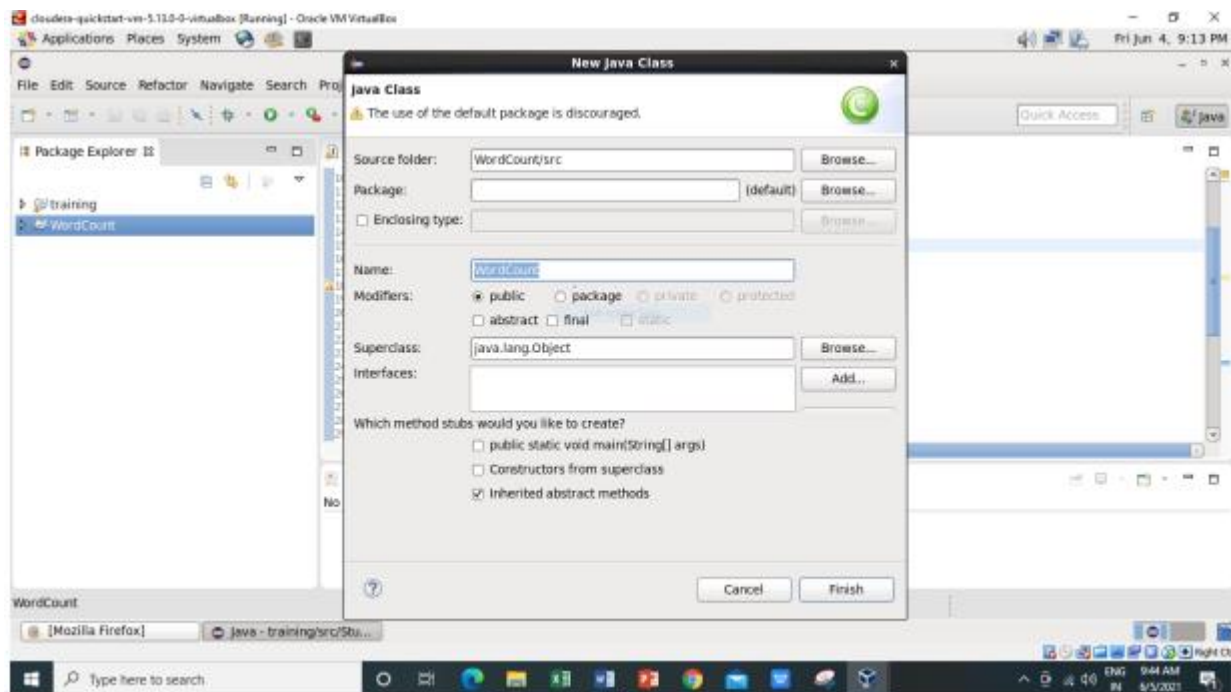 cloudera-quickstart-vm-5.13.0-0-virtualbox [Running] - Oracle VM VirtualBox
Applications Places System Fri Jun 4, 9:13 PM
New Java Class
File Edit Source Refactor Navigate Search Proj
Java Class
The use of the default package is discouraged.
Quick Access Java
Package Explorer
Source folder: WordCount/src Browse...
Package: (default) Browse...
training
Enclosing type: Browse...
WordCount
Name: WordCount
Modifiers: public package private protected
abstract final static
Superclass: java.lang.Object Browse...
Interfaces: Add...
Which method stubs would you like to create?
public static void main(String[] args)
Constructors from superclass
Inherited abstract methods
No
Cancel Finish
WordCount
[Mozilla Firefox] Java - training/src/Stu...
Right Ct
Type here to search
ENG 9:44 AM
IN 6/5/2021